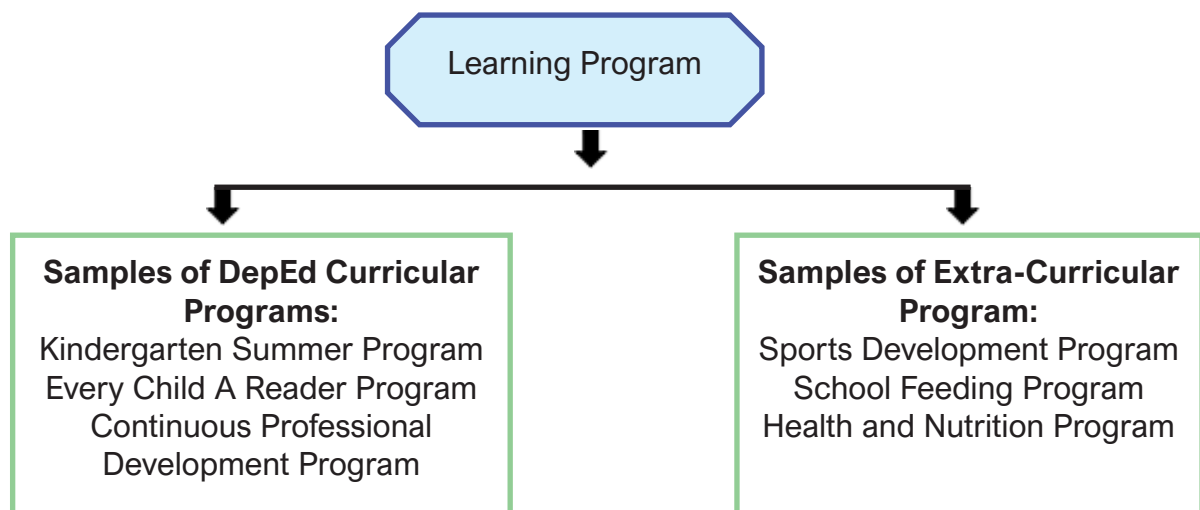 Learning Program
Samples of DepEd Curricular
Programs:
Kindergarten Summer Program
Every Child A Reader Program
Continuous Professional
Development Program
Samples of Extra-Curricular
Program:
Sports Development Program
School Feeding Program
Health and Nutrition Program